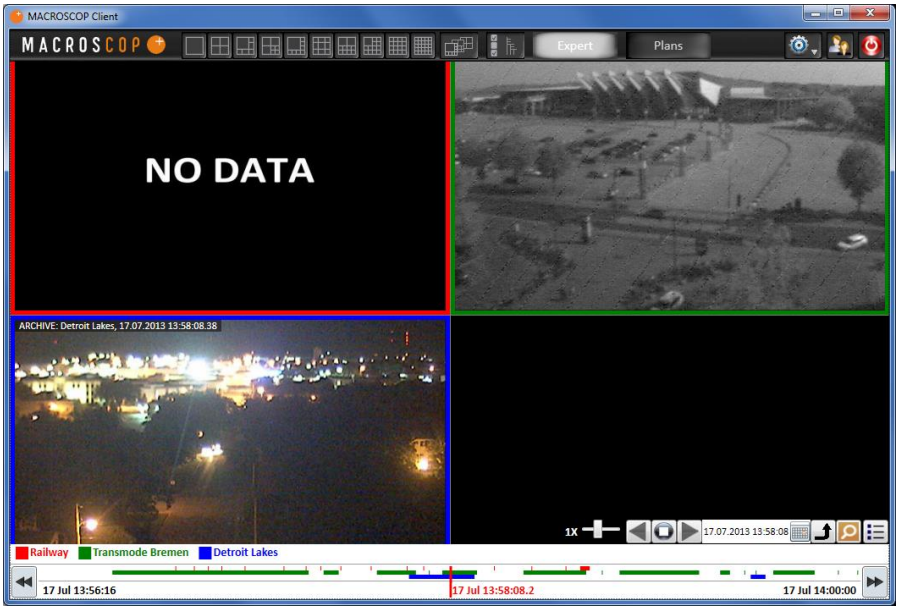 MACROSCOP Client
MACROSCOP Expert Plans
NO DATA
ARCHIVE: Detroit Lakes, 17.07.2013 13:58:08.38
1X 17.07.2013 13:58:08
Railway Transmode Bremen Detroit Lakes
17 Jul 13:56:16 17 Jul 13:58:08.2 17 Jul 14:00:00